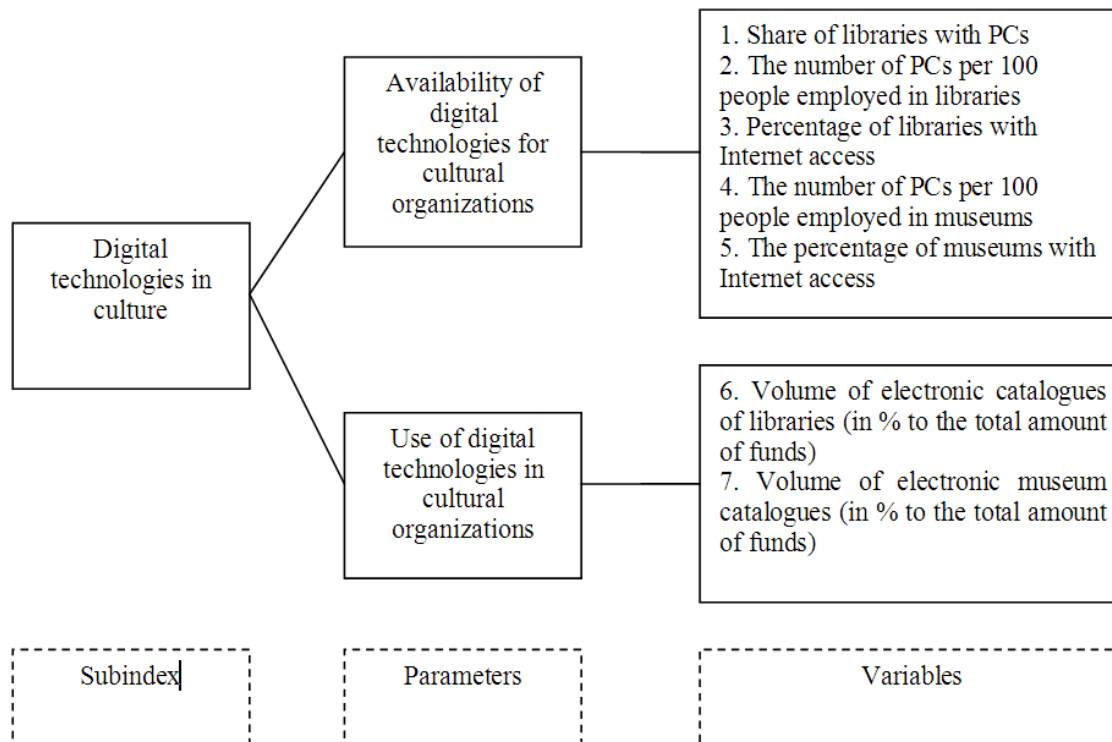 Digital
technologies in
culture
Availability of
digital
technologies for
cultural
organizations
1. Share of libraries with PCs
2. The number of PCs per 100
people employed in libraries
3. Percentage of libraries with
Internet access
4. The number of PCs per 100
people employed in museums
5. The percentage of museums with
Internet access
Use of digital
technologies in
cultural
organizations
6. Volume of electronic catalogues
of libraries (in % to the total amount
of funds)
7. Volume of electronic museum
catalogues (in % to the total amount
of funds)
Subindex
Parameters
Variables